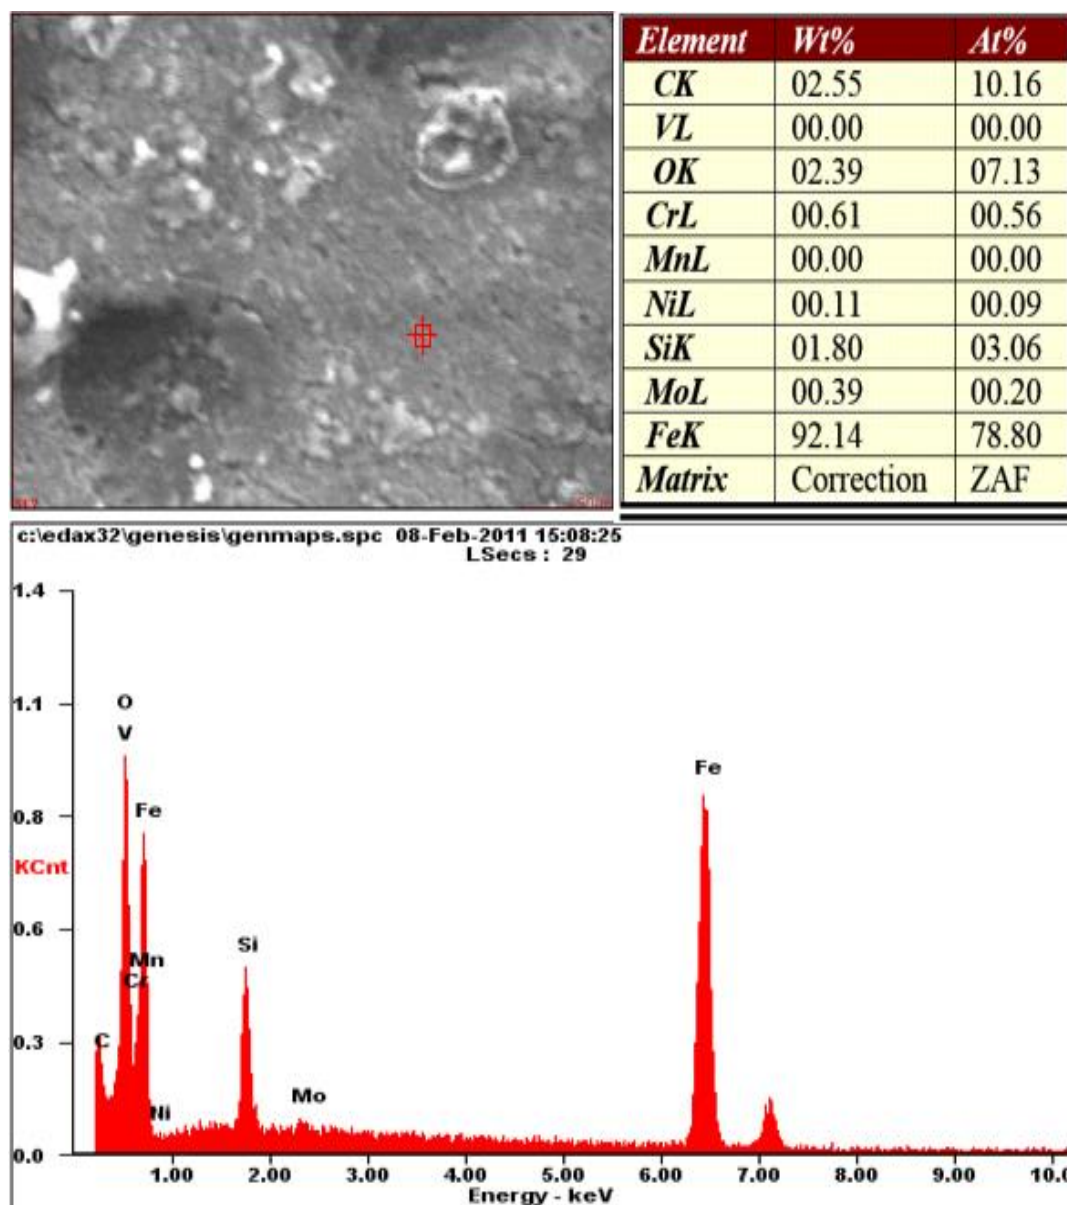 Element Wt% At%
CK 02.55 10.16
VL 00.00 00.00
OK 02.39 07.13
CrL 00.61 00.56
MnL 00.00 00.00
NiL 00.11 00.09
SiK 01.80 03.06
MoL 00.39 00.20
FeK 92.14 78.80
Matrix Correction ZAF
c:\edax32\genesis\genmaps.spc 08-Feb-2011 15:08:25
LSecs : 29
1.4
1.1
0.8
KCnt
0.6
0.3
0.0
O
V
Fe
Mn
Cr
C
Ni
Si
Mo
Fe
1.00 2.00 3.00 4.00 5.00 6.00 7.00 8.00 9.00 10.0
Energy - keV